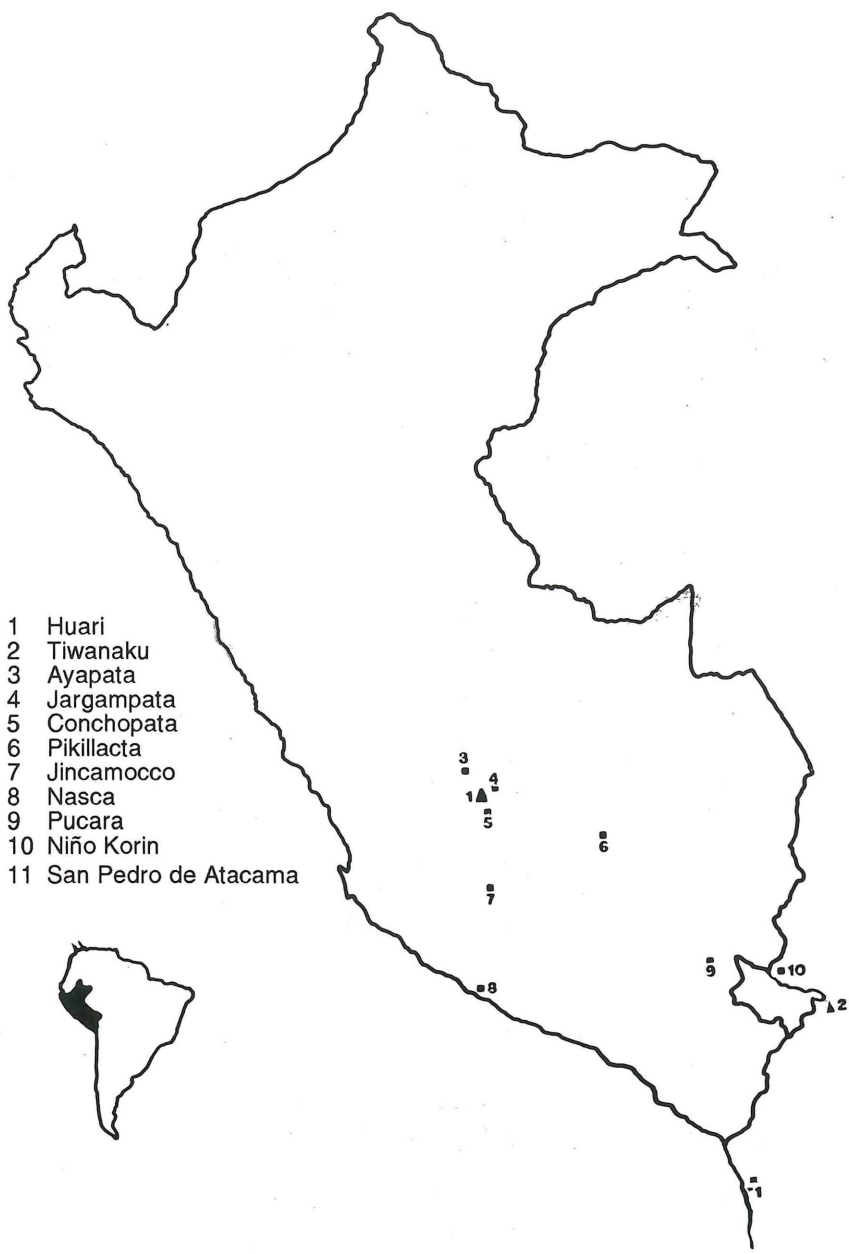 1 Huari
2 Tiwanaku
3 Ayapata
4 Jargampata
5 Conchopata
6 Pikillacta
7 Jincamocco
8 Nasca
9 Pucara
10 Niño Korin
11 San Pedro de Atacama
3
4
1
5
6
7
9
10
8
2